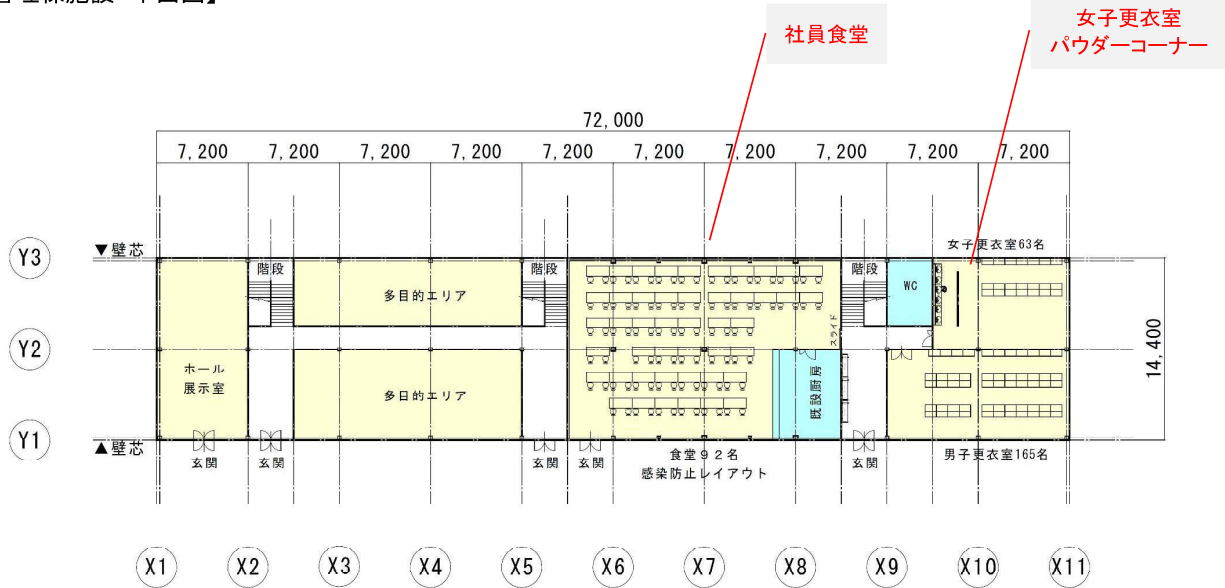 社員食堂
女子更衣室
パウダーコーナー
72,000
7,200 7,200 7,200 7,200 7,200 7,200 7,200 7,200 7,200 7,200
Y3
▼壁芯
女子更衣室63名
階段
階段
階段
多目的エリア
WC
スライド
Y2
ホール
展示室
多目的エリア
既設厨房
14,400
Y1
▲壁芯
玄関
玄関
玄関
玄関
食堂92名
感染防止レイアウト
玄関
男子更衣室165名
X1 X2 X3 X4 X5 X6 X7 X8 X9 X10 X11